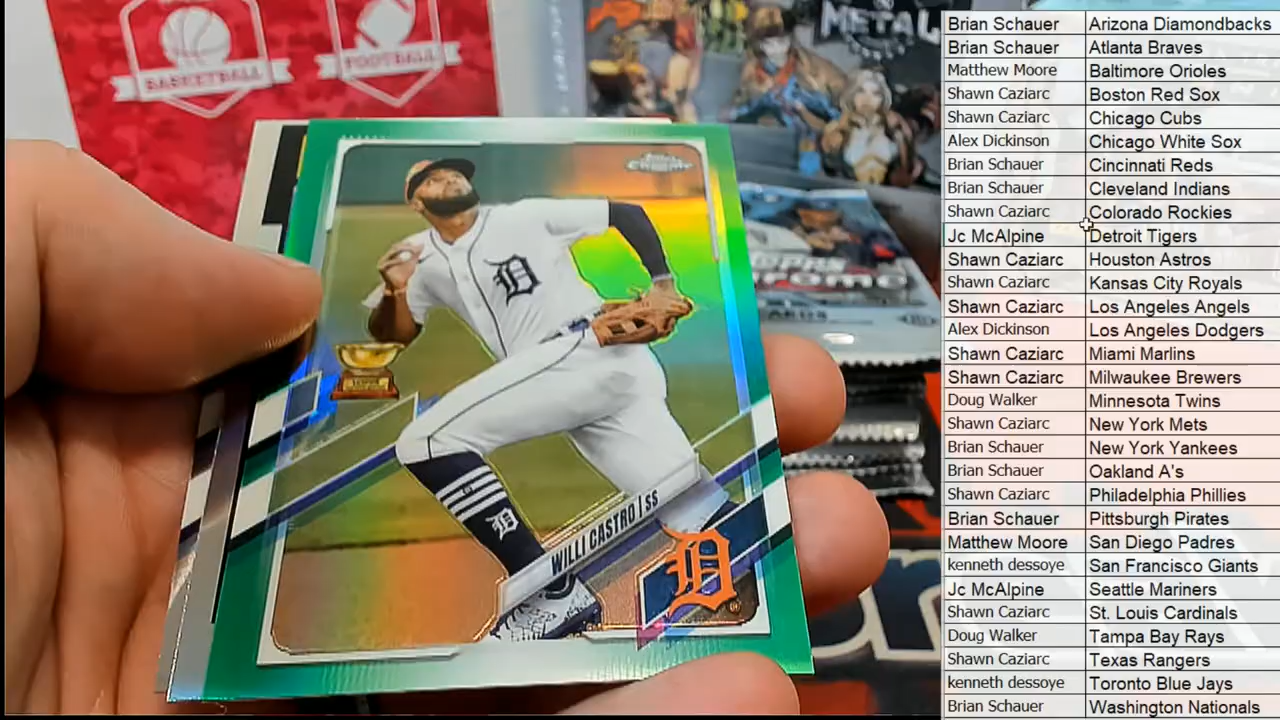 BASKETBALL
FOOTBALL
METAL
Topps
Chrome
D
WILLI CASTRO | SS
D
D
Brian Schauer Arizona Diamondbacks
Brian Schauer Atlanta Braves
Matthew Moore Baltimore Orioles
Shawn Caziarc Boston Red Sox
Shawn Caziarc Chicago Cubs
Alex Dickinson Chicago White Sox
Brian Schauer Cincinnati Reds
Brian Schauer Cleveland Indians
Shawn Caziarc Colorado Rockies
Jc McAlpine Detroit Tigers
Shawn Caziarc Houston Astros
Shawn Caziarc Kansas City Royals
Shawn Caziarc Los Angeles Angels
Alex Dickinson Los Angeles Dodgers
Shawn Caziarc Miami Marlins
Shawn Caziarc Milwaukee Brewers
Doug Walker Minnesota Twins
Shawn Caziarc New York Mets
Brian Schauer New York Yankees
Brian Schauer Oakland A's
Shawn Caziarc Philadelphia Phillies
Brian Schauer Pittsburgh Pirates
Matthew Moore San Diego Padres
kenneth dessoye San Francisco Giants
Jc McAlpine Seattle Mariners
Shawn Caziarc St. Louis Cardinals
Doug Walker Tampa Bay Rays
Shawn Caziarc Texas Rangers
kenneth dessoye Toronto Blue Jays
Brian Schauer Washington Nationals